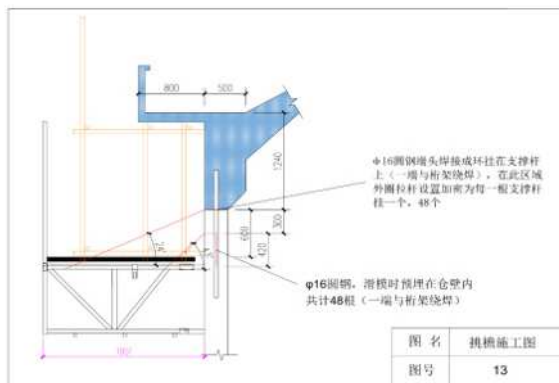 800
500
1240
φ16圆钢端头焊接成环挂在支撑杆
上（一端与桁架绕焊），在此区域
外圈拉杆设置加密为每一根支撑杆
挂一个，48个
300
600
420
φ16圆钢，滑模时预埋在仓壁内
共计48根（一端与桁架绕焊）
图 名 挑檐施工图
图号 13